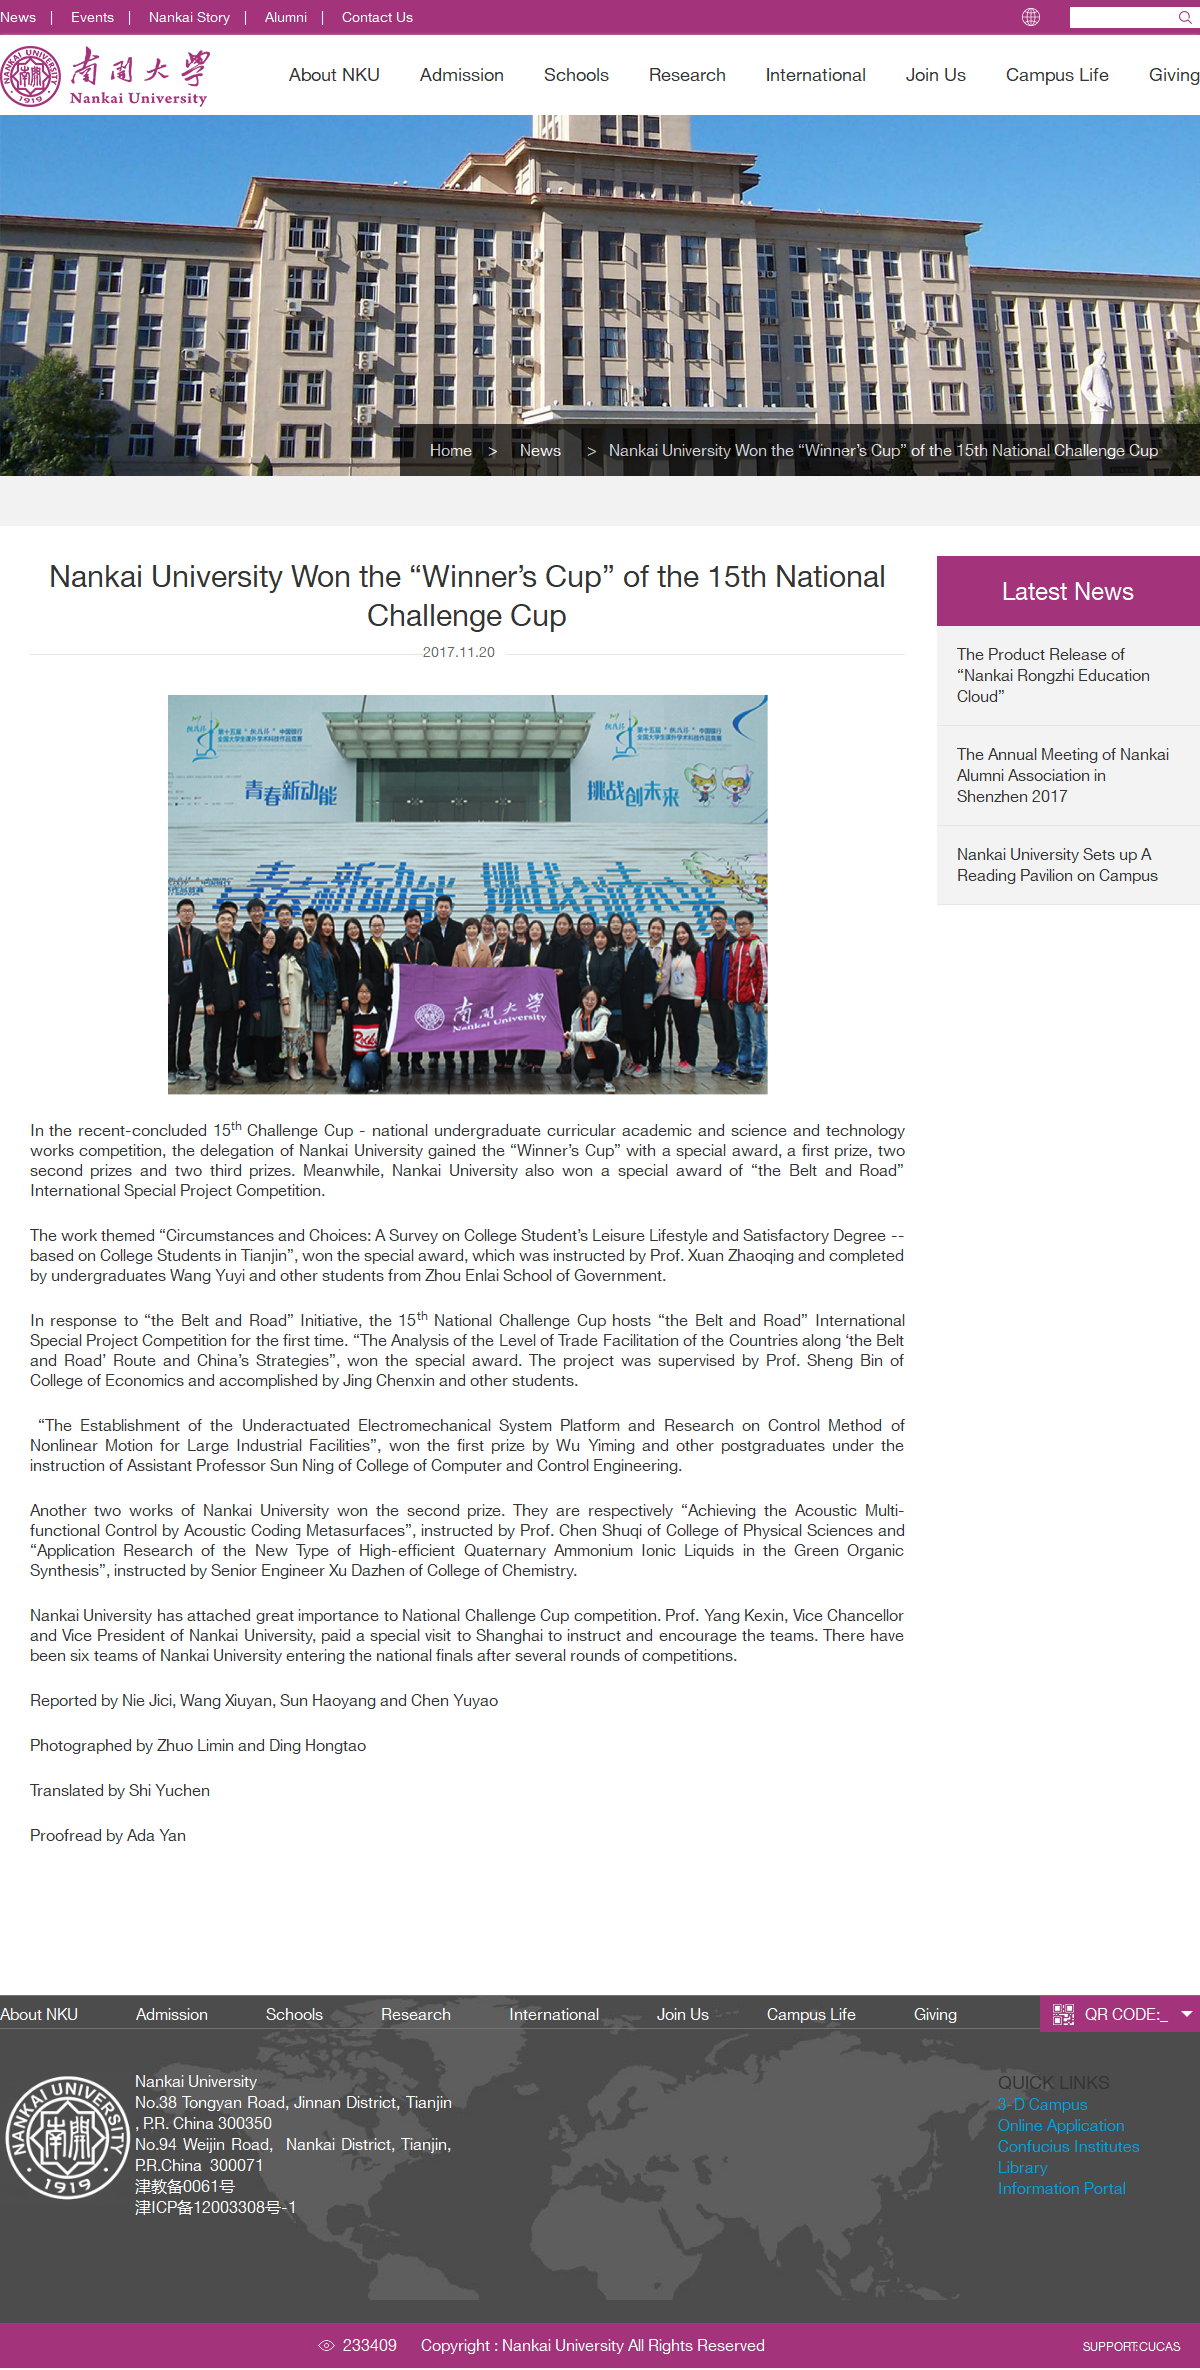 News | Events | Nankai Story | Alumni | Contact Us
NANKAI UNIVERSITY
1919
南开大学
Nankai University
About NKU Admission Schools Research International Join Us Campus Life Giving
Home > News > Nankai University Won the “Winner’s Cup” of the 15th National Challenge Cup
Nankai University Won the “Winner’s Cup” of the 15th National
Challenge Cup
2017.11.20
Latest News
The Product Release of
“Nankai Rongzhi Education
Cloud”
The Annual Meeting of Nankai
Alumni Association in
Shenzhen 2017
Nankai University Sets up A
Reading Pavilion on Campus
青春新动能
挑战创未来
青春新动能 挑战创未来
南开大学
Nankai University
In the recent-concluded 15th Challenge Cup - national undergraduate curricular academic and science and technology
works competition, the delegation of Nankai University gained the “Winner’s Cup” with a special award, a first prize, two
second prizes and two third prizes. Meanwhile, Nankai University also won a special award of “the Belt and Road”
International Special Project Competition.
The work themed “Circumstances and Choices: A Survey on College Student’s Leisure Lifestyle and Satisfactory Degree --
based on College Students in Tianjin”, won the special award, which was instructed by Prof. Xuan Zhaoqing and completed
by undergraduates Wang Yuyi and other students from Zhou Enlai School of Government.
In response to “the Belt and Road” Initiative, the 15th National Challenge Cup hosts “the Belt and Road” International
Special Project Competition for the first time. “The Analysis of the Level of Trade Facilitation of the Countries along ‘the Belt
and Road’ Route and China’s Strategies”, won the special award. The project was supervised by Prof. Sheng Bin of
College of Economics and accomplished by Jing Chenxin and other students.
“The Establishment of the Underactuated Electromechanical System Platform and Research on Control Method of
Nonlinear Motion for Large Industrial Facilities”, won the first prize by Wu Yiming and other postgraduates under the
instruction of Assistant Professor Sun Ning of College of Computer and Control Engineering.
Another two works of Nankai University won the second prize. They are respectively “Achieving the Acoustic Multi-
functional Control by Acoustic Coding Metasurfaces”, instructed by Prof. Chen Shuqi of College of Physical Sciences and
“Application Research of the New Type of High-efficient Quaternary Ammonium Ionic Liquids in the Green Organic
Synthesis”, instructed by Senior Engineer Xu Dazhen of College of Chemistry.
Nankai University has attached great importance to National Challenge Cup competition. Prof. Yang Kexin, Vice Chancellor
and Vice President of Nankai University, paid a special visit to Shanghai to instruct and encourage the teams. There have
been six teams of Nankai University entering the national finals after several rounds of competitions.
Reported by Nie Jici, Wang Xiuyan, Sun Haoyang and Chen Yuyao
Photographed by Zhuo Limin and Ding Hongtao
Translated by Shi Yuchen
Proofread by Ada Yan
About NKU Admission Schools Research International Join Us Campus Life Giving QR CODE:_
NANKAI UNIVERSITY
1919
Nankai University
No.38 Tongyan Road, Jinnan District, Tianjin
, P.R. China 300350
No.94 Weijin Road, Nankai District, Tianjin,
P.R.China 300071
津教备0061号
津ICP备12003308号-1
QUICK LINKS
3-D Campus
Online Application
Confucius Institutes
Library
Information Portal
233409 Copyright : Nankai University All Rights Reserved
SUPPORT:CUCAS